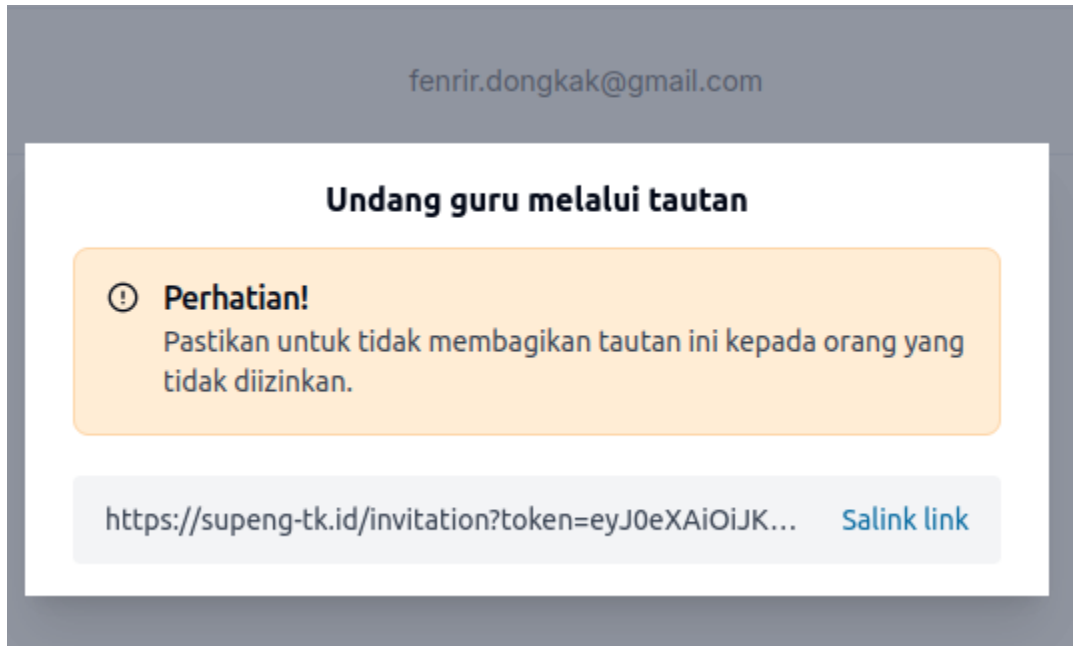 fenrir.dongkak@gmail.com
Undang guru melalui tautan
Perhatian!
Pastikan untuk tidak membagikan tautan ini kepada orang yang
tidak diizinkan.
https://supeng-tk.id/invitation?token=eyJ0eXAiOiJK... Salink link